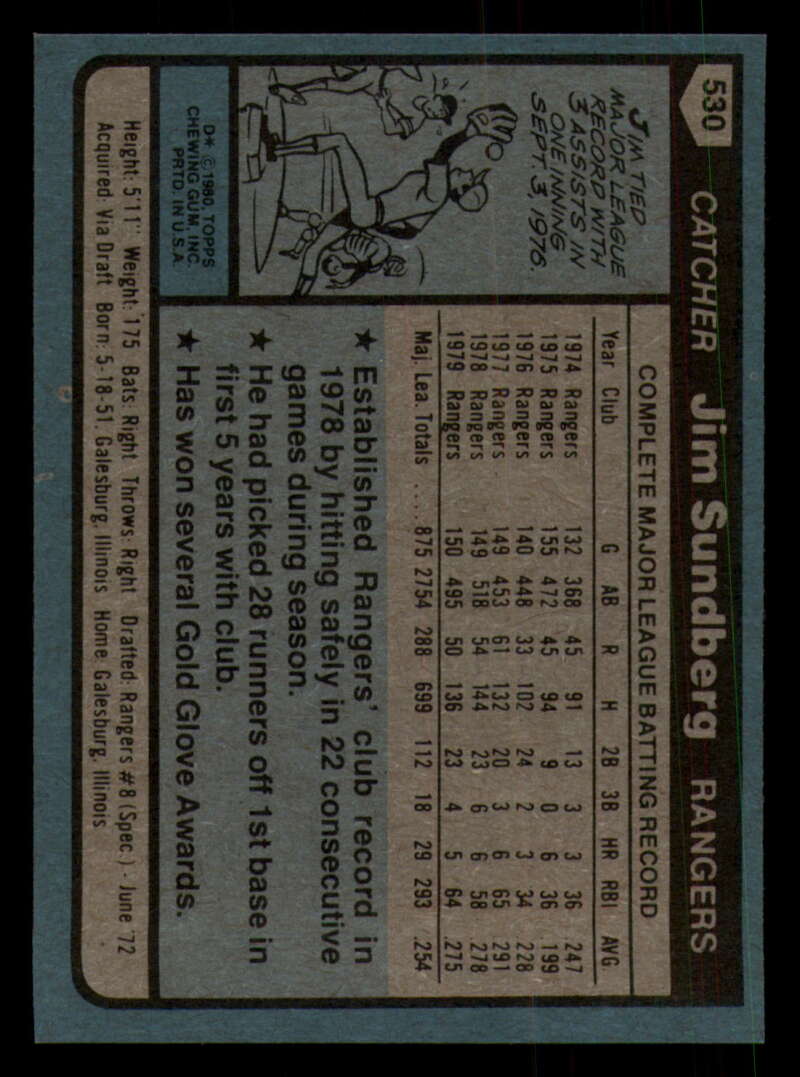 530 CATCHER Jim Sundberg RANGERS
JIM TIED
MAJOR LEAGUE
RECORD WITH
3 ASSISTS IN
ONE INNING
SEPT. 3, 1976.
D* © 1980, TOPPS
CHEWING GUM, INC.
PRTD. IN U.S.A.
COMPLETE MAJOR LEAGUE BATTING RECORD
Year Club G AB R H 2B 3B HR RBI AVG
1974 Rangers 132 368 45 91 13 3 3 36 .247
1975 Rangers 155 472 45 94 9 0 6 36 .199
1976 Rangers 140 448 33 102 24 2 3 34 .228
1977 Rangers 149 453 61 132 20 3 6 65 .291
1978 Rangers 149 518 54 144 23 6 6 58 .278
1979 Rangers 150 495 50 136 23 4 5 64 .275
Maj. Lea. Totals .... 875 2754 288 699 112 18 29 293 .254
★ Established Rangers' club record in
1978 by hitting safely in 22 consecutive
games during season.
★ He had picked 28 runners off 1st base in
first 5 years with club.
★ Has won several Gold Glove Awards.
Height: 5'11" Weight: 175 Bats: Right Throws: Right Drafted: Rangers #8 (Spec.) - June '72
Acquired: Via Draft Born: 5-18-51, Galesburg, Illinois Home: Galesburg, Illinois